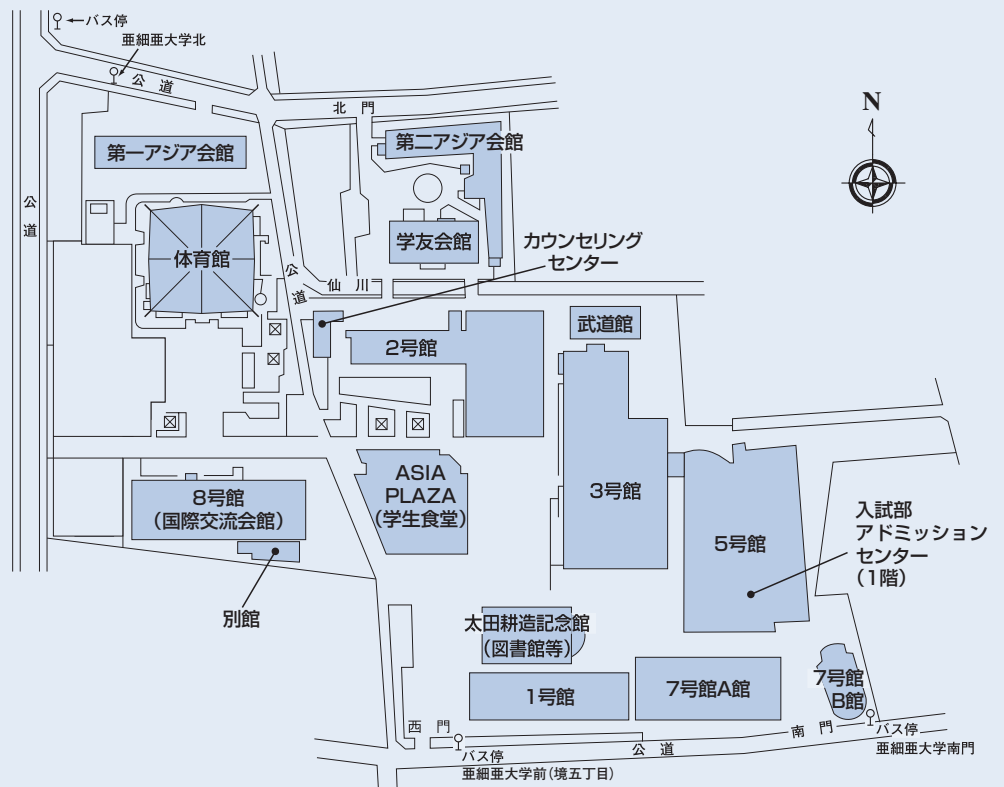 バス停
亜細亜大学北
公道
北門
N
第一アジア会館
第二アジア会館
公道
学友会館
カウンセリング
センター
体育館
公道
仙川
武道館
2号館
ASIA
PLAZA
(学生食堂)
3号館
8号館
(国際交流会館)
入試部
アドミッション
センター
(1階)
5号館
別館
太田耕造記念館
(図書館等)
7号館
B館
7号館A館
1号館
西門
南門
公道
バス停
亜細亜大学南門
バス停
亜細亜大学前(境五丁目)